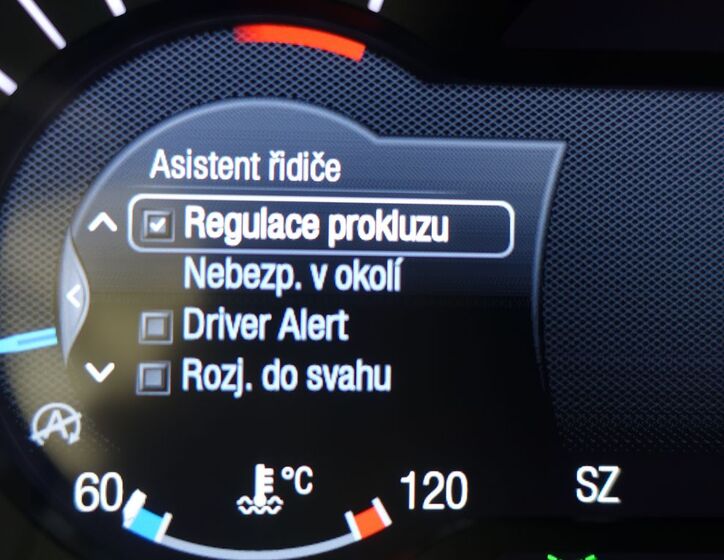 Asistent řidiče
Regulace prokluzu
Nebezp. v okolí
Driver Alert
Rozj. do svahu
A
60 °C 120 SZ